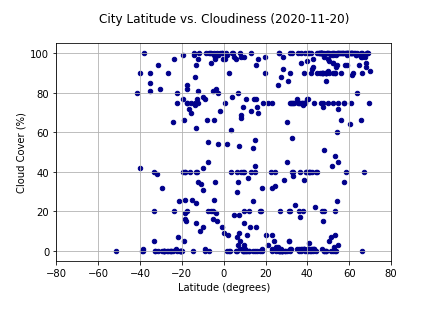 City Latitude vs. Cloudiness (2020-11-20)
100
80
60
40
20
0
Cloud Cover (%)
−80 −60 −40 −20 0 20 40 60 80
Latitude (degrees)